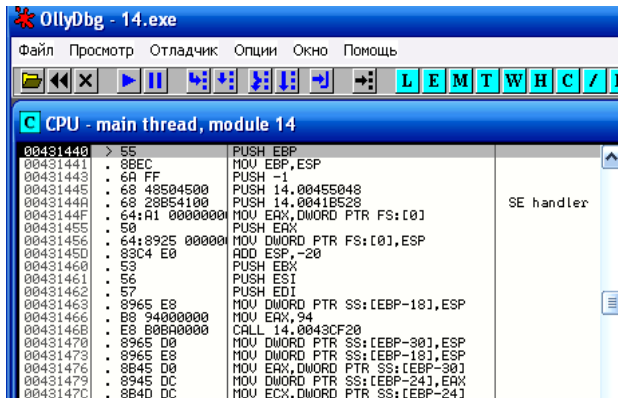 OllyDbg - 14.exe
Файл Просмотр Отладчик Опции Окно Помощь
L E M T W H C /
C CPU - main thread, module 14
00431440 > 55 PUSH EBP
00431441 . 8BEC MOV EBP,ESP
00431443 . 6A FF PUSH -1
00431445 . 68 48504500 PUSH 14.00455048
0043144A . 68 28B54100 PUSH 14.0041B528 SE handler
0043144F . 64:A1 0000000 MOV EAX,DWORD PTR FS:[0]
00431455 . 50 PUSH EAX
00431456 . 64:8925 00000 MOV DWORD PTR FS:[0],ESP
0043145D . 83C4 E0 ADD ESP,-20
00431460 . 53 PUSH EBX
00431461 . 56 PUSH ESI
00431462 . 57 PUSH EDI
00431463 . 8965 E8 MOV DWORD PTR SS:[EBP-18],ESP
00431466 . B8 94000000 MOV EAX,94
0043146B . E8 B0BA0000 CALL 14.0043CF20
00431470 . 8965 D0 MOV DWORD PTR SS:[EBP-30],ESP
00431473 . 8965 E8 MOV DWORD PTR SS:[EBP-18],ESP
00431476 . 8B45 D0 MOV EAX,DWORD PTR SS:[EBP-30]
00431479 . 8945 DC MOV DWORD PTR SS:[EBP-24],EAX
0043147C . 8B4D DC MOV ECX,DWORD PTR SS:[EBP-24]